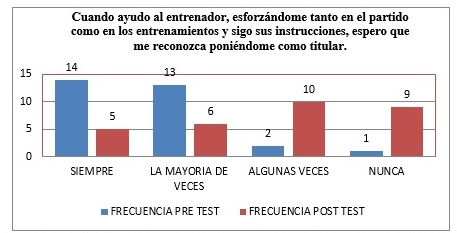 Cuando ayudo al entrenador, esforzándome tanto en el partido
como en los entrenamientos y sigo sus instrucciones, espero que
me reconozca poniéndome como titular.
15
10
5
0
14
5
13
6
2
10
1
9
SIEMPRE
LA MAYORIA DE
VECES
ALGUNAS VECES
NUNCA
FRECUENCIA PRE TEST
FRECUENCIA POST TEST